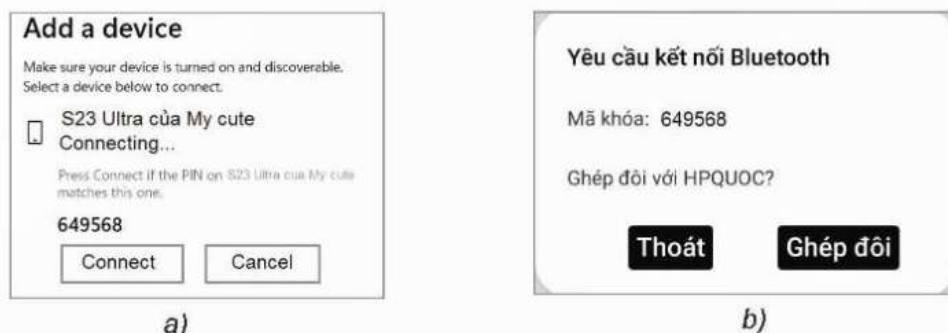 Add a device
Make sure your device is turned on and discoverable.
Select a device below to connect.
S23 Ultra của My cute
Connecting...
Press Connect if the PIN on S23 Ultra của My cute
matches this one.
649568
Connect
Cancel
a)
Yêu cầu kết nối Bluetooth
Mã khóa: 649568
Ghép đôi với HPQUOC?
Thoát
Ghép đôi
b)